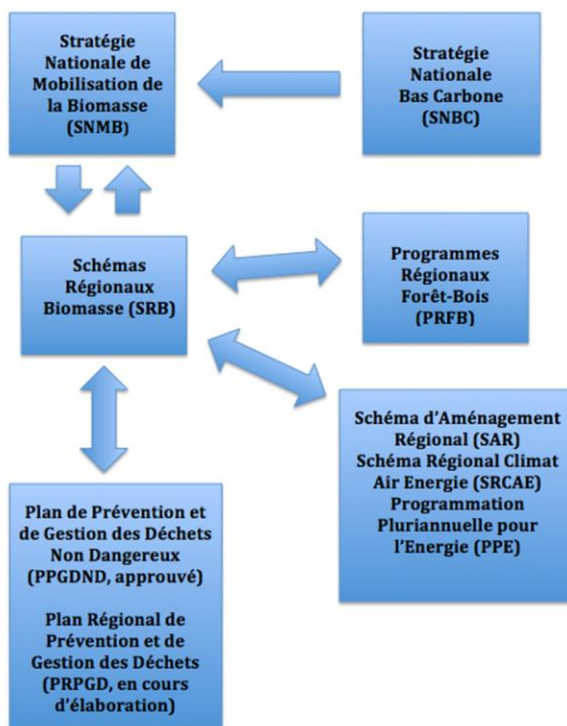 Stratégie
Nationale de
Mobilisation de
la Biomasse
(SNMB)
Stratégie
Nationale
Bas Carbone
(SNBC)
Schémas
Régionaux
Biomasse (SRB)
Programmes
Régionaux
Forêt-Bois
(PRFB)
Schéma d'Aménagement
Régional (SAR)
Schéma Régional Climat
Air Energie (SRCAE)
Programmation
Pluriannuelle pour
l'Energie (PPE)
Plan de Prévention et
de Gestion des Déchets
Non Dangereux
(PPGDND, approuvé)
Plan Régional de
Prévention et de
Gestion des Déchets
(PRPGD, en cours
d'élaboration)